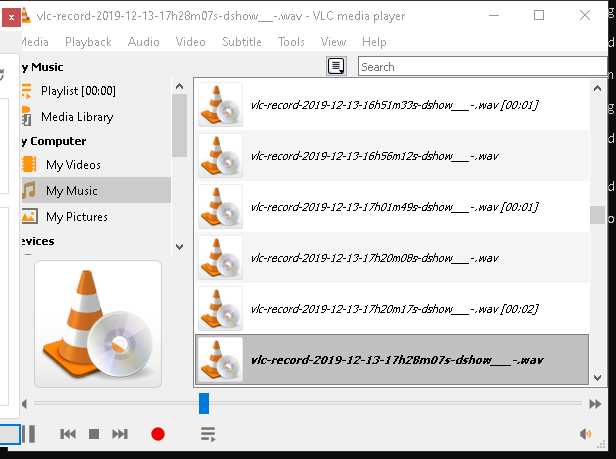 vlc-record-2019-12-13-17h28m07s-dshow___-.wav - VLC media player
Media Playback Audio Video Subtitle Tools View Help
y Music
Search
Playlist [00:00]
Media Library
y Computer
My Videos
My Music
My Pictures
evices
vlc-record-2019-12-13-16h51m33s-dshow___-.wav [00:01]
vlc-record-2019-12-13-16h56m12s-dshow___-.wav
vlc-record-2019-12-13-17h01m49s-dshow___-.wav [00:01]
vlc-record-2019-12-13-17h20m08s-dshow___-.wav
vlc-record-2019-12-13-17h20m17s-dshow___-.wav [00:02]
vlc-record-2019-12-13-17h28m07s-dshow___-.wav